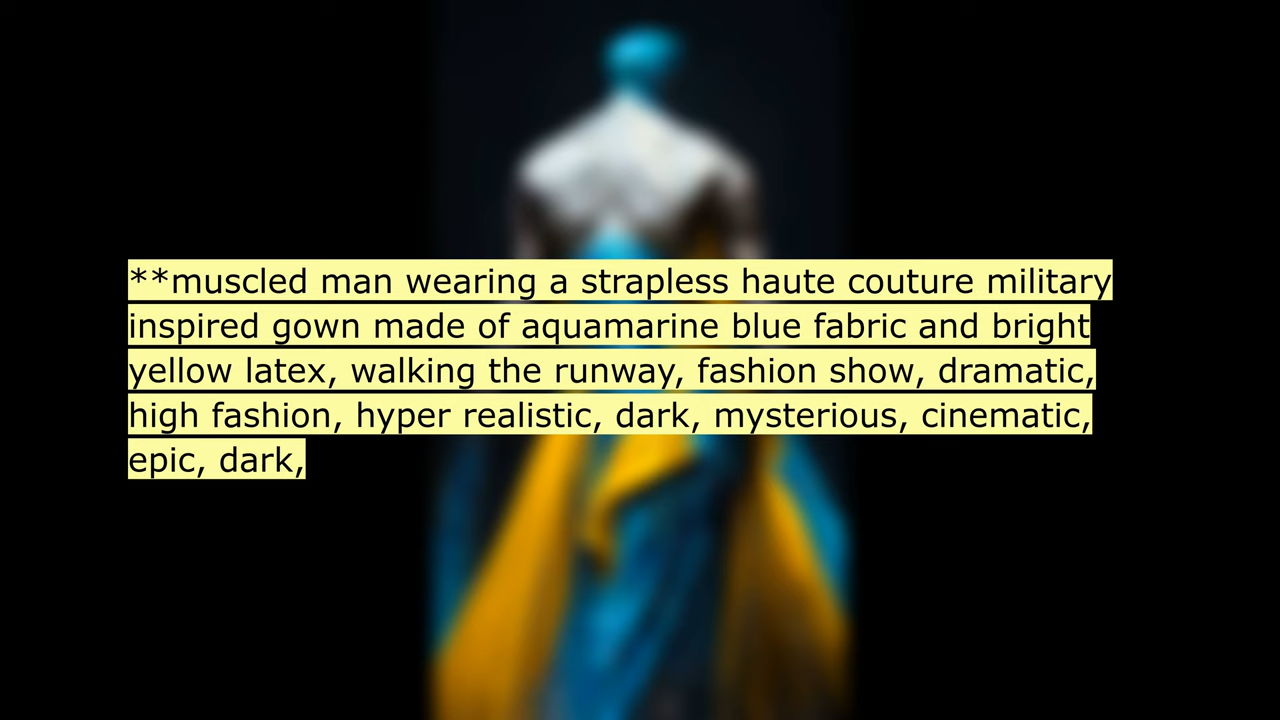 **muscled man wearing a strapless haute couture military
inspired gown made of aquamarine blue fabric and bright
yellow latex, walking the runway, fashion show, dramatic,
high fashion, hyper realistic, dark, mysterious, cinematic,
epic, dark,